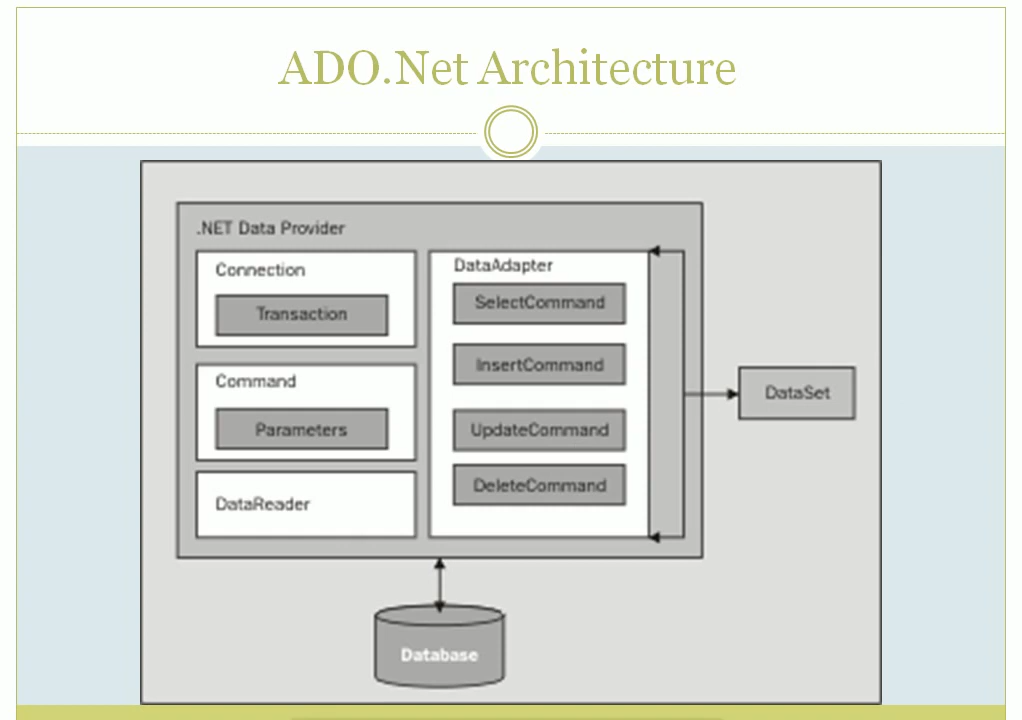 ADO.Net Architecture
.NET Data Provider
Connection
Transaction
Command
Parameters
DataReader
DataAdapter
SelectCommand
InsertCommand
UpdateCommand
DeleteCommand
DataSet
Database